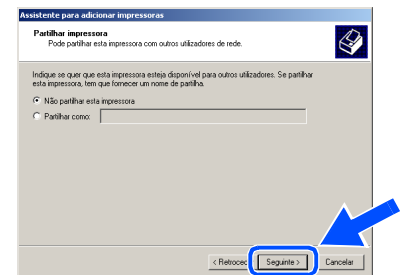 Assistente para adicionar impressoras
Partilhar impressora
Pode partilhar esta impressora com outros utilizadores de rede.
Indique se quer que esta impressora esteja disponível para outros utilizadores. Se partilhar
esta impressora, tem que fornecer um nome de partilha.
Não partilhar esta impressora
Partilhar como:
< Retroced Seguinte > Cancelar